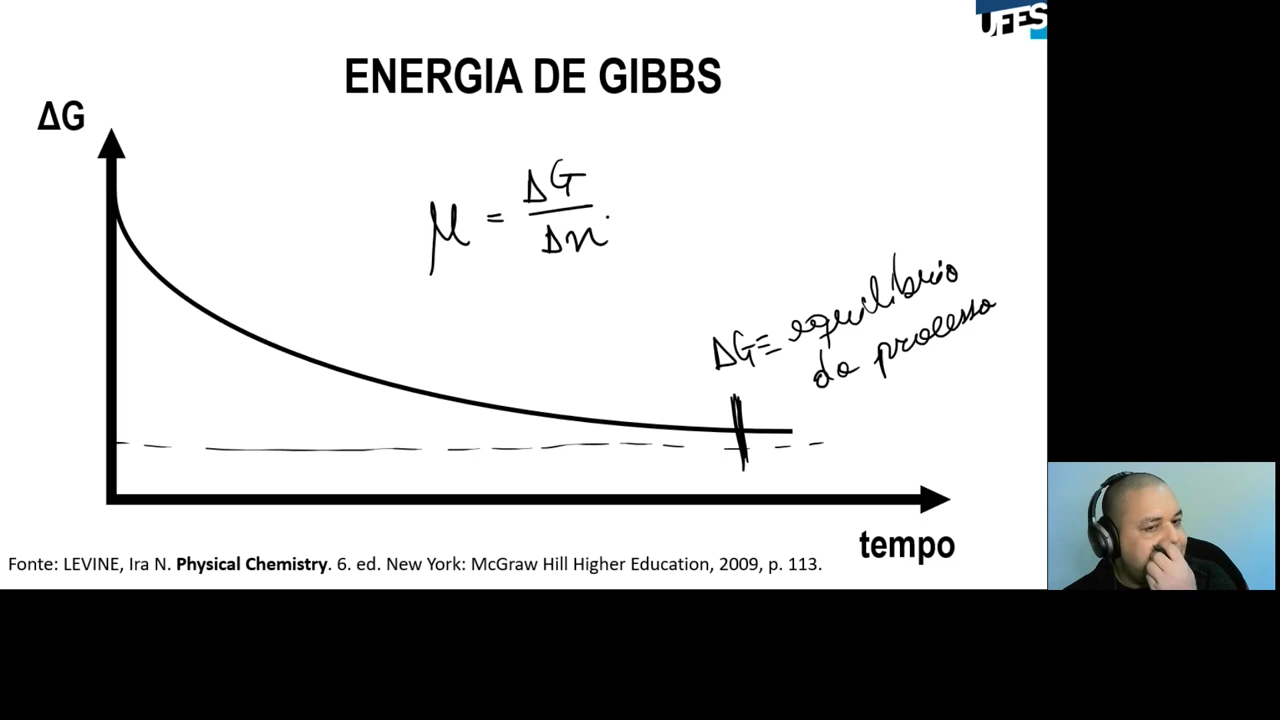 UFES
ENERGIA DE GIBBS
ΔG
μ = ΔG
Δn
ΔG ≡ equilíbrio
do processo
tempo
Fonte: LEVINE, Ira N. Physical Chemistry. 6. ed. New York: McGraw Hill Higher Education, 2009, p. 113.